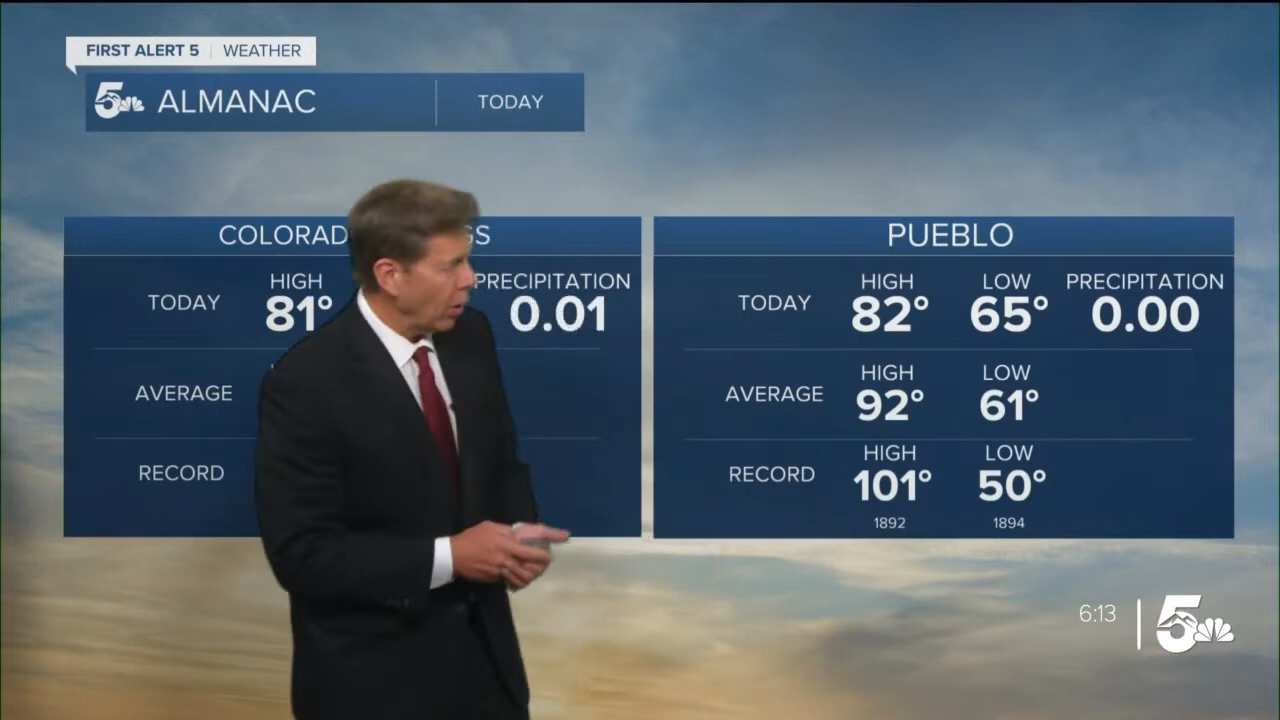 FIRST ALERT 5 | WEATHER
5 ALMANAC TODAY
COLORAD GS
HIGH PRECIPITATION
TODAY 81° 0.01
AVERAGE
RECORD
PUEBLO
HIGH LOW PRECIPITATION
TODAY 82° 65° 0.00
HIGH LOW
AVERAGE 92° 61°
HIGH LOW
RECORD 101° 50°
1892 1894
6:13 5